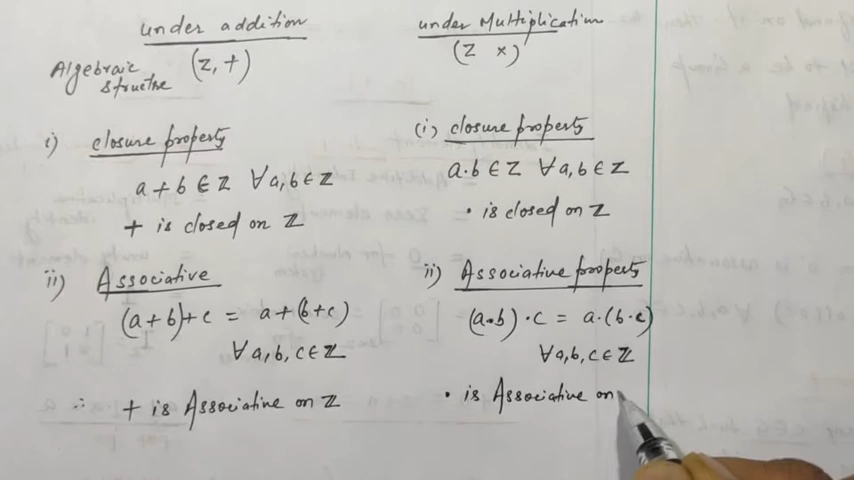 under addition
Algebraic structre (Z, +)
i) closure property
a + b ∈ Z ∀ a, b ∈ Z
+ is closed on Z
ii) Associative
(a + b) + c = a + (b + c)
∀ a, b, c ∈ Z
∴ + is Associative on Z
under Multiplication
(Z ×)
(i) closure property
a · b ∈ Z ∀ a, b ∈ Z
· is closed on Z
ii) Associative property
(a · b) · c = a · (b · c)
∀ a, b, c ∈ Z
· is Associative on